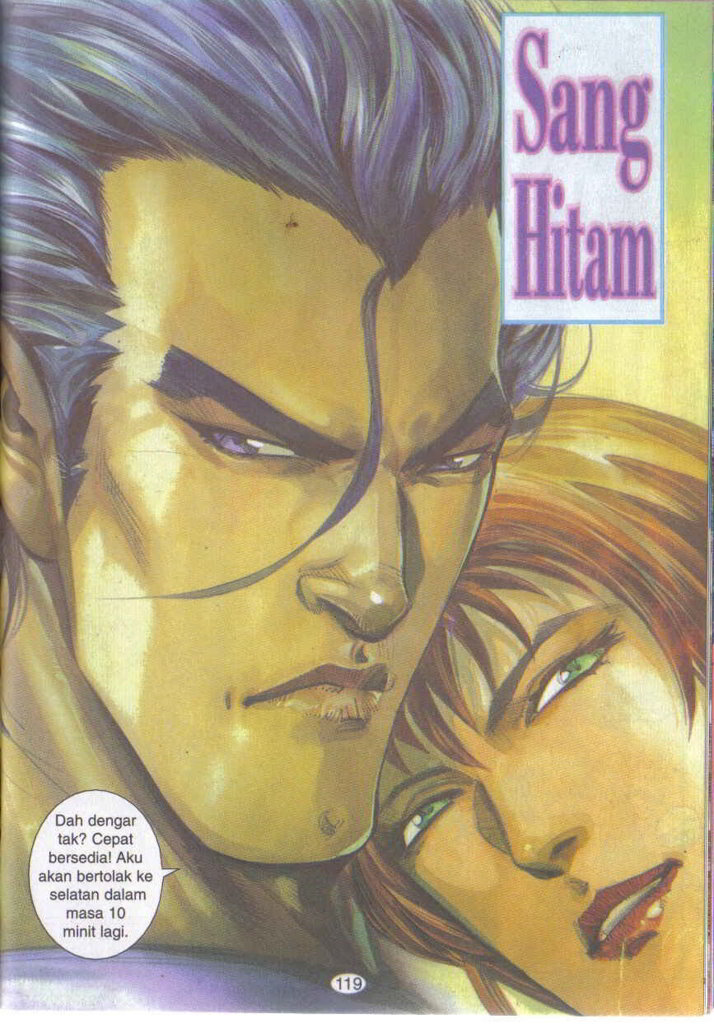 Sang
Hitam
Dah dengar
tak? Cepat
bersedia! Aku
akan bertolak ke
selatan dalam
masa 10
minit lagi.
119